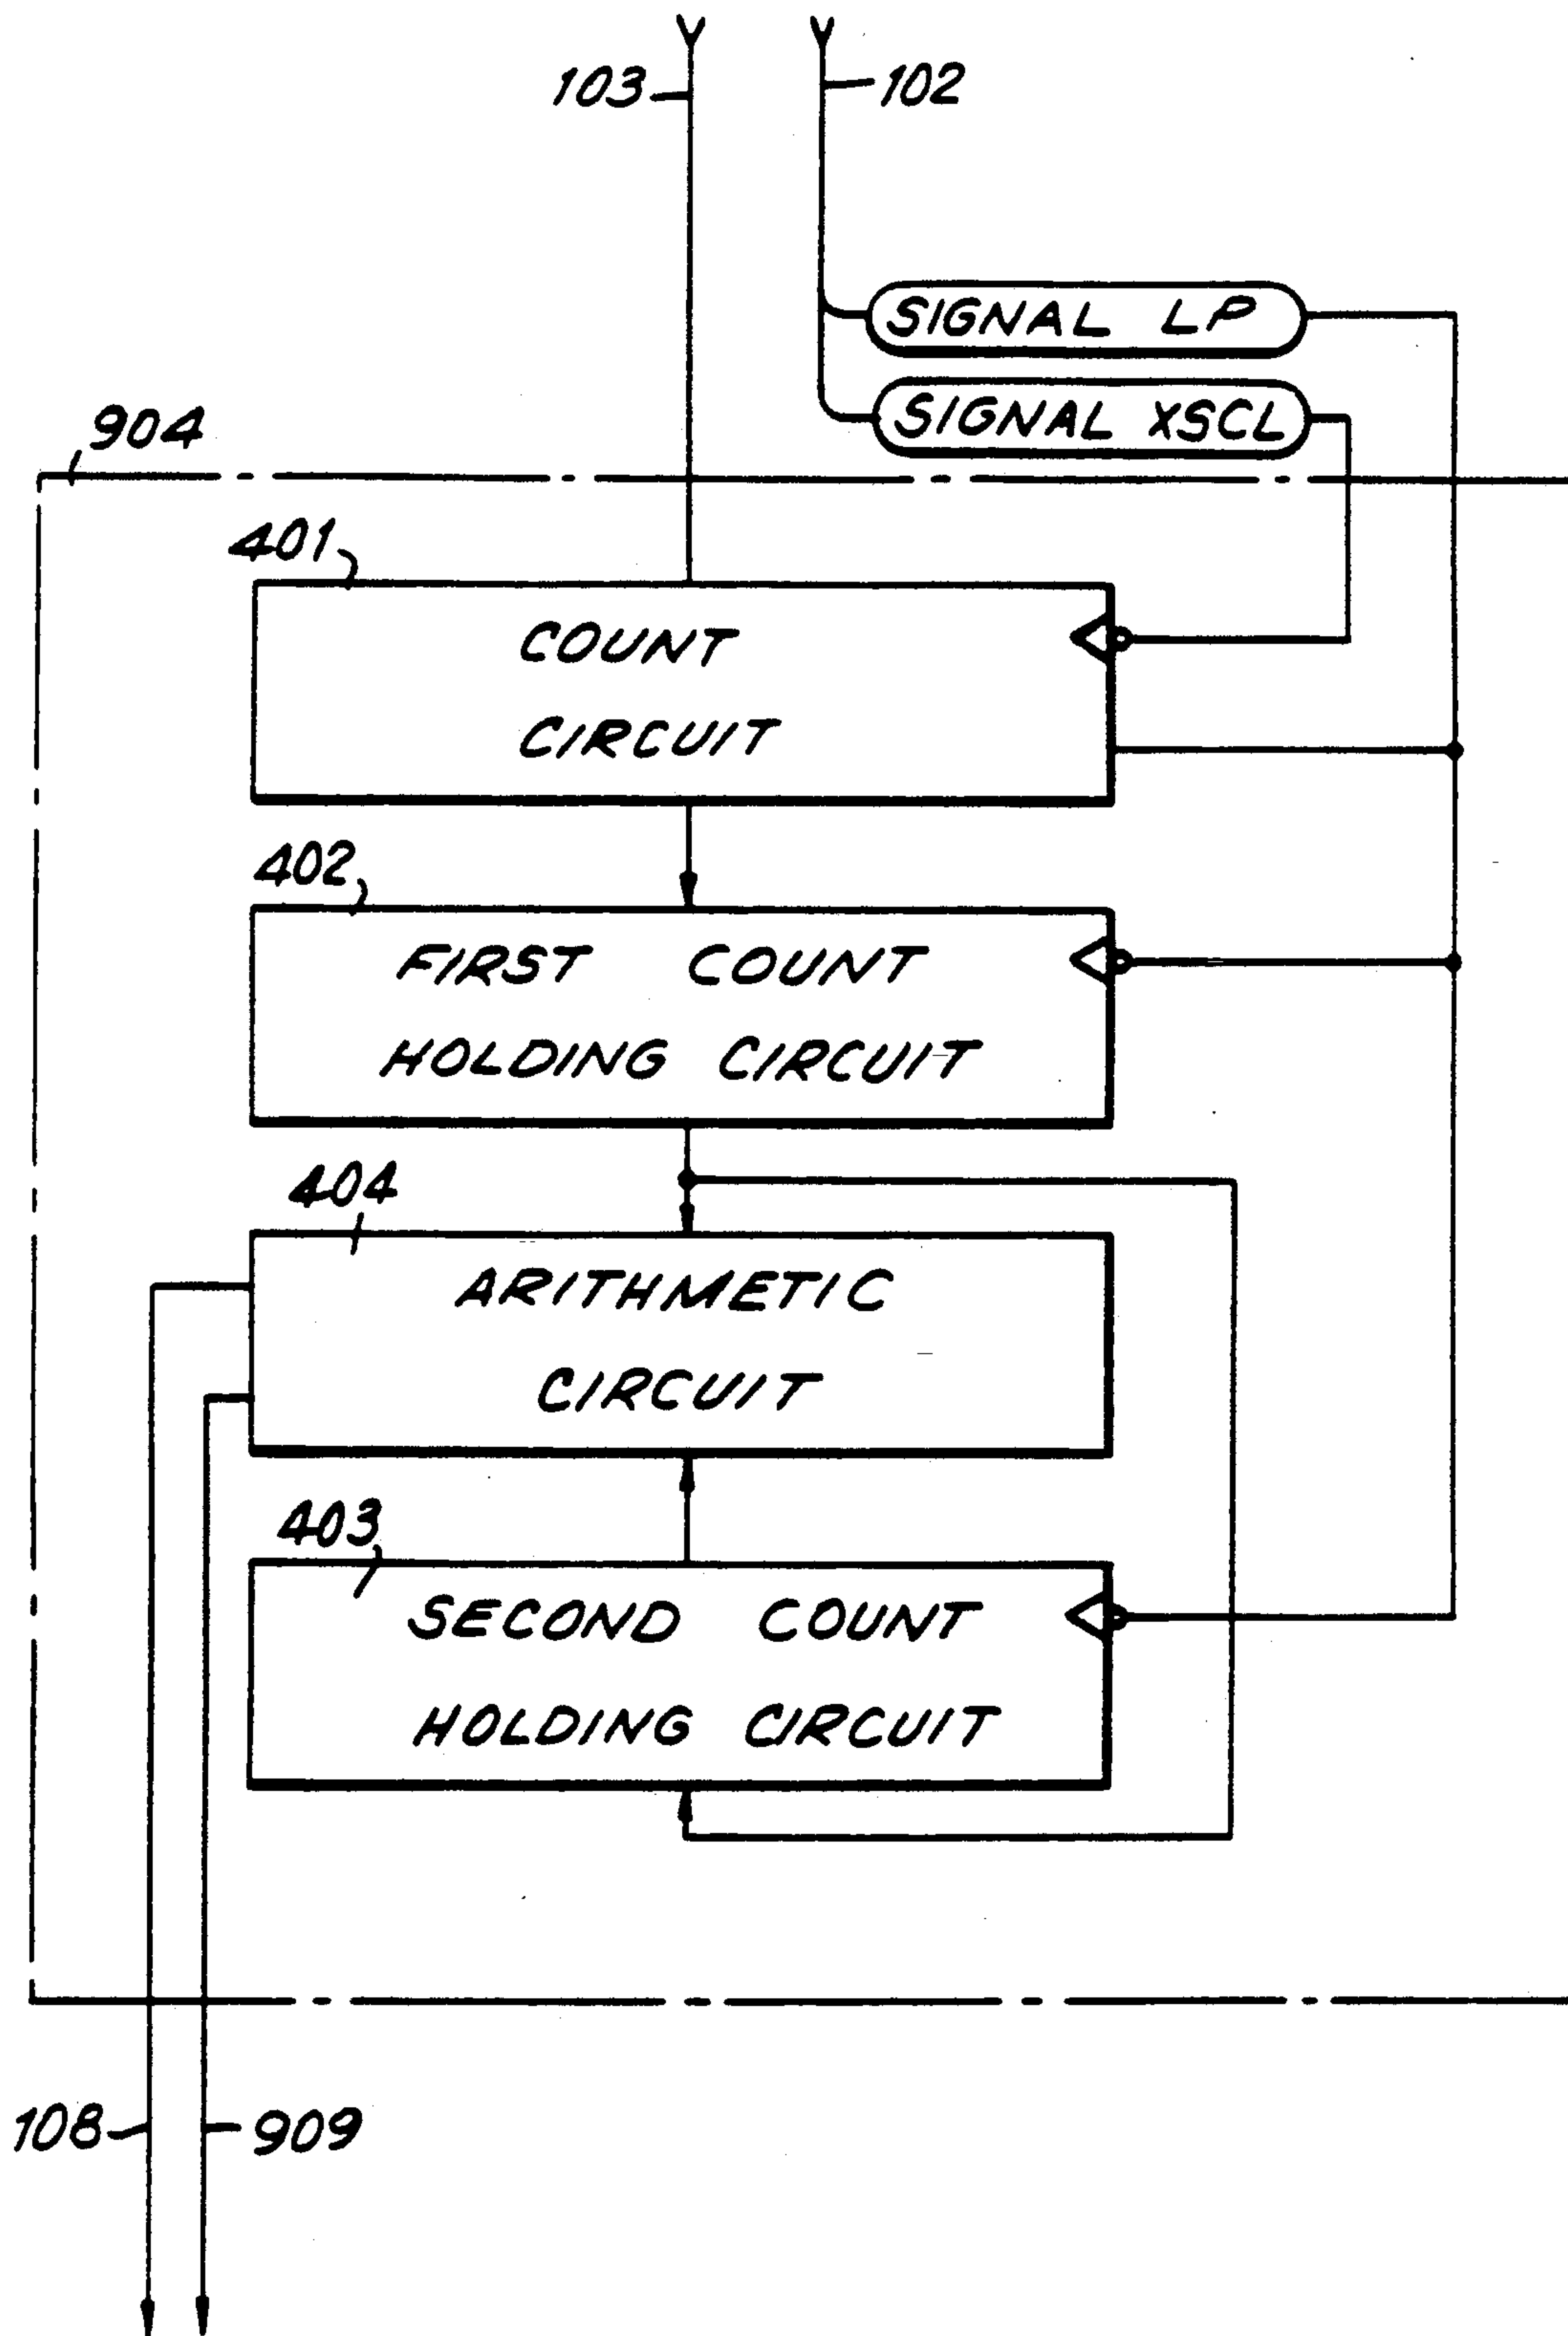 103
102
SIGNAL LP
SIGNAL XSCL
904
401
COUNT
CIRCUIT
402
FIRST COUNT
HOLDING CIRCUIT
404
ARITHMETIC
CIRCUIT
403
SECOND COUNT
HOLDING CIRCUIT
108
909